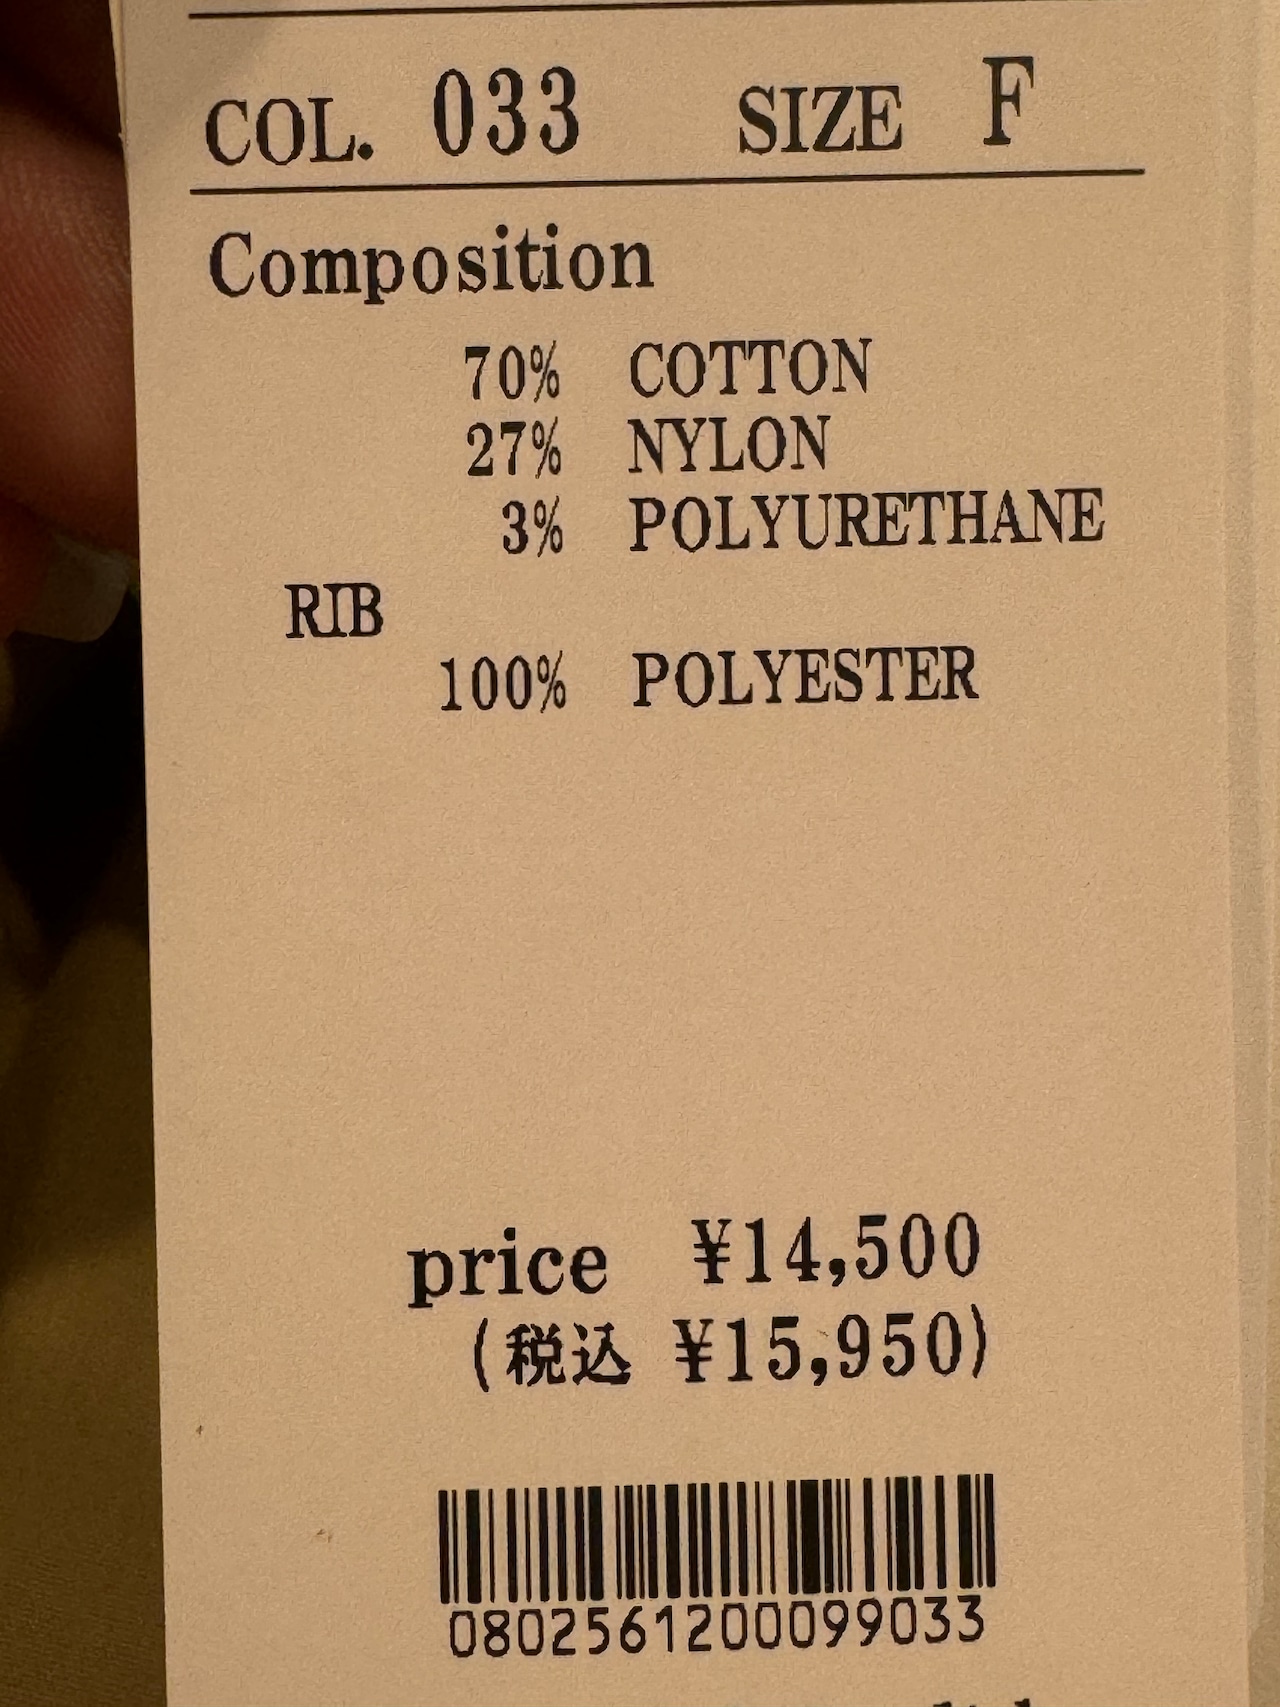 COL. 033 SIZE F
Composition
70% COTTON
27% NYLON
3% POLYURETHANE
RIB
100% POLYESTER
price ¥14,500
(税込 ¥15,950)
0802561200099033